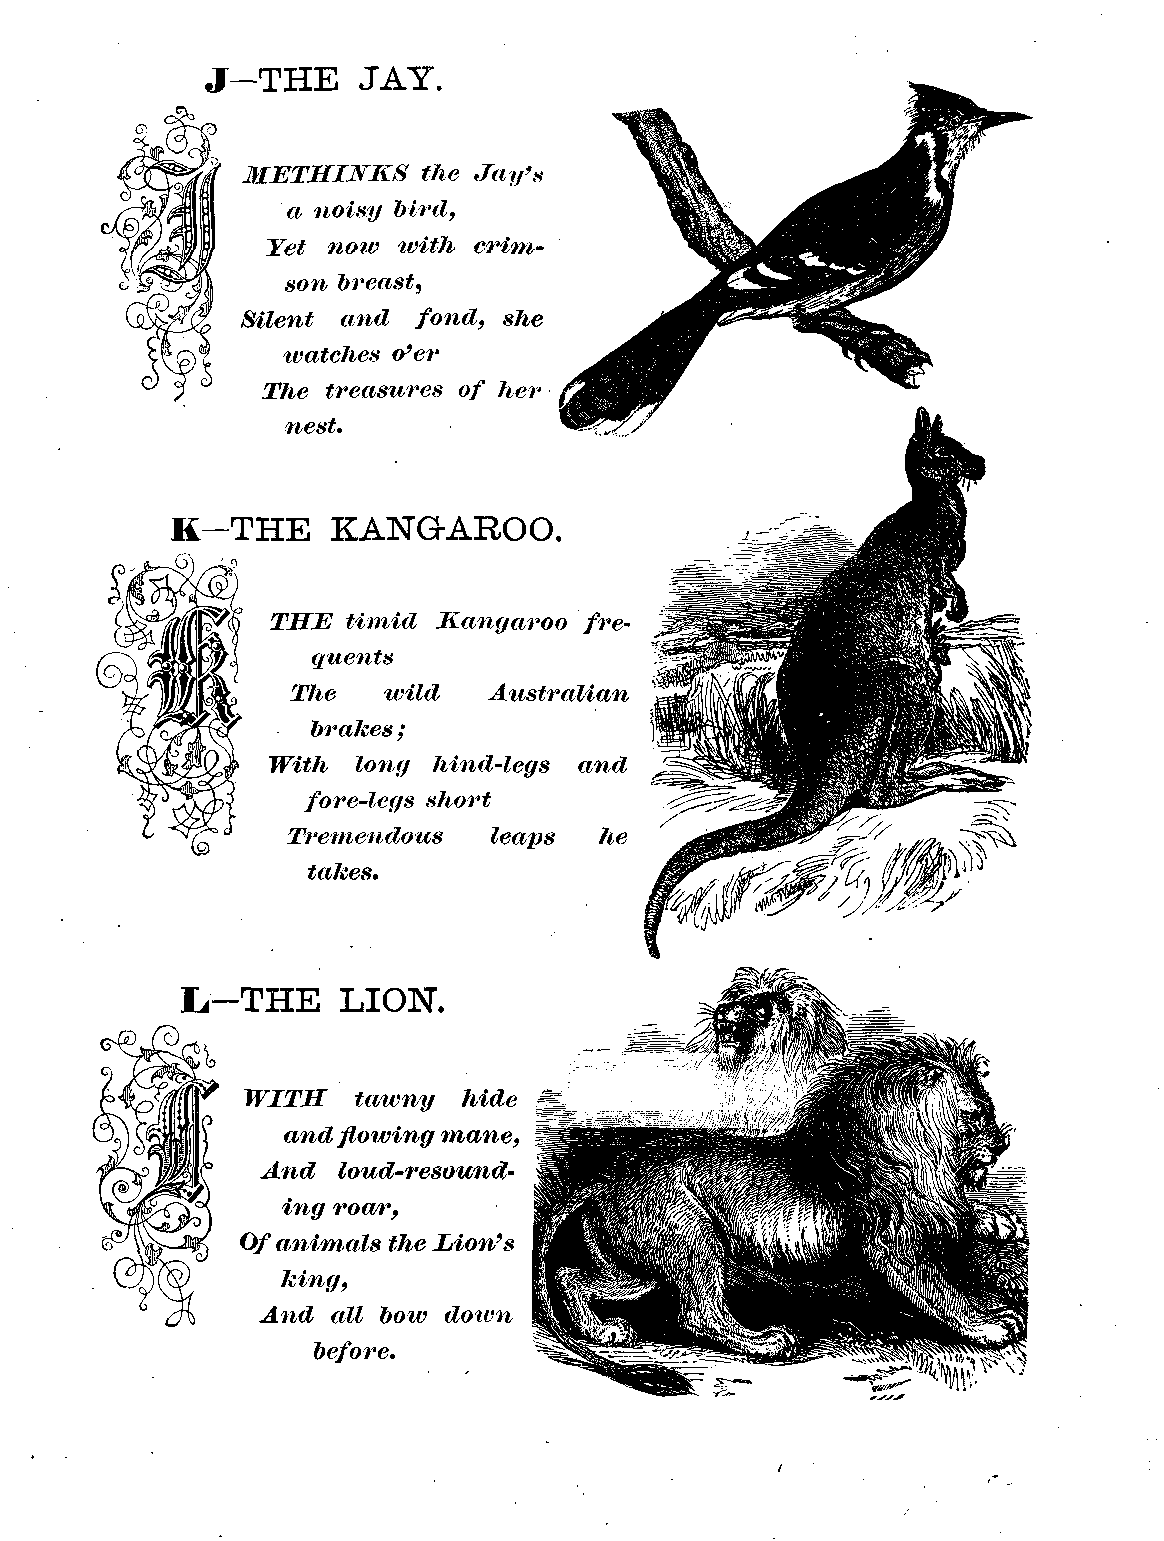 J—THE JAY.
J
METHINKS the Jay's
a noisy bird,
Yet now with crim-
son breast,
Silent and fond, she
watches o'er
The treasures of her
nest.
K—THE KANGAROO.
K
THE timid Kangaroo fre-
quents
The wild Australian
brakes;
With long hind-legs and
fore-legs short
Tremendous leaps he
takes.
L—THE LION.
L
WITH tawny hide
and flowing mane,
And loud-resound-
ing roar,
Of animals the Lion's
king,
And all bow down
before.